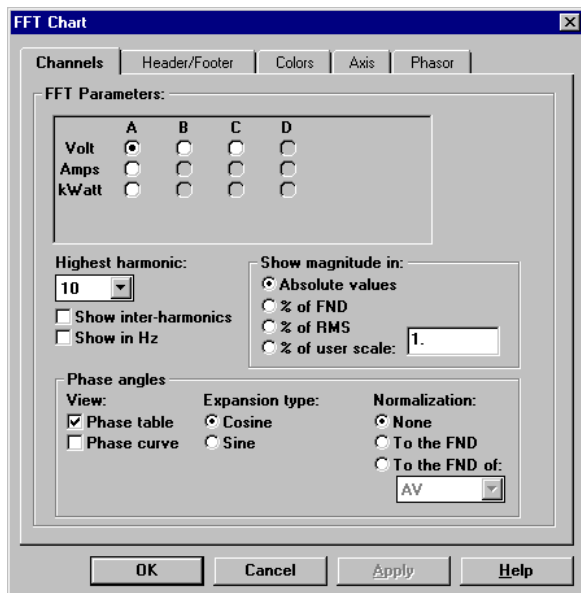 FFT Chart
Channels Header/Footer Colors Axis Phasor
FFT Parameters:
A B C D
Volt
Amps
kWatt
Highest harmonic:
10
Show inter-harmonics
Show in Hz
Show magnitude in:
Absolute values
% of FND
% of RMS
% of user scale: 1.
Phase angles
View:
Phase table
Phase curve
Expansion type:
Cosine
Sine
Normalization:
None
To the FND
To the FND of:
AV
OK Cancel Apply Help